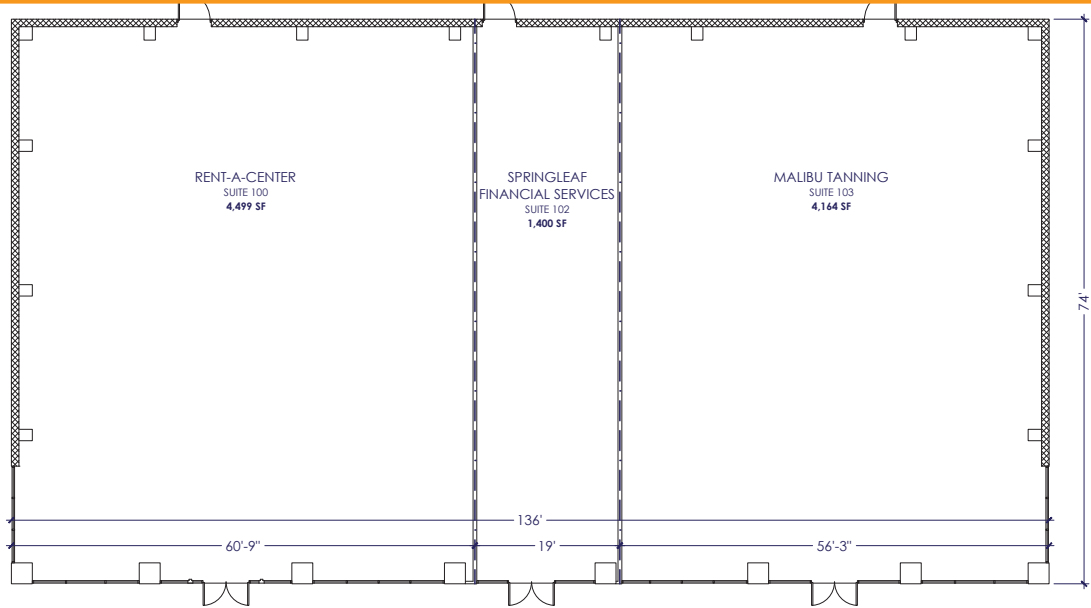 RENT-A-CENTER
SUITE 100
4,499 SF
SPRINGLEAF
FINANCIAL SERVICES
SUITE 102
1,400 SF
MALIBU TANNING
SUITE 103
4,164 SF
74'
136'
60'-9"
19'
56'-3"